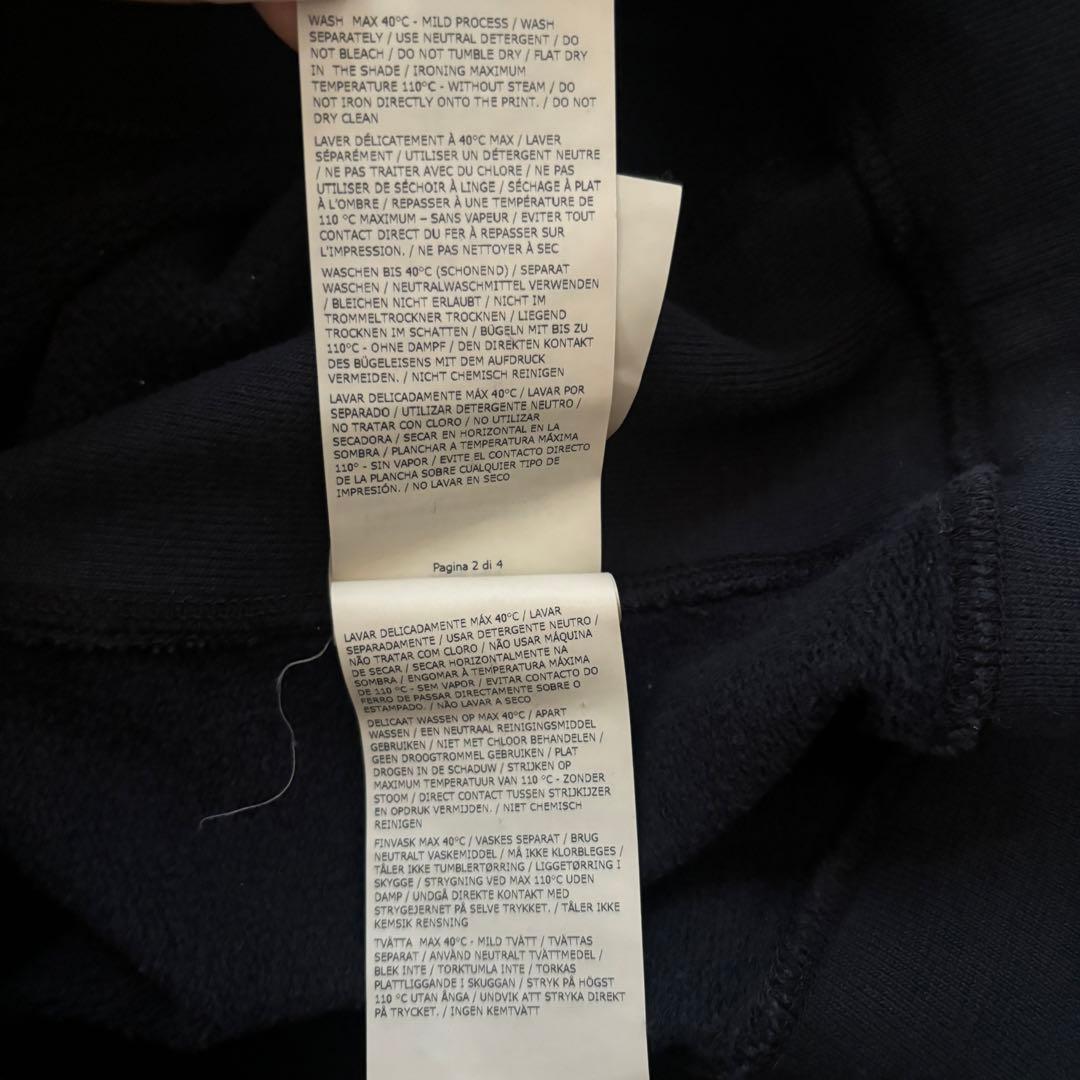 WASH MAX 40°C - MILD PROCESS / WASH
SEPARATELY / USE NEUTRAL DETERGENT / DO
NOT BLEACH / DO NOT TUMBLE DRY / FLAT DRY
IN THE SHADE / IRONING MAXIMUM
TEMPERATURE 110°C - WITHOUT STEAM / DO
NOT IRON DIRECTLY ONTO THE PRINT. / DO NOT
DRY CLEAN
LAVER DÉLICATEMENT À 40°C MAX / LAVER
SÉPARÉMENT / UTILISER UN DÉTERGENT NEUTRE
/ NE PAS TRAITER AVEC DU CHLORE / NE PAS
UTILISER DE SÉCHOIR À LINGE / SÉCHAGE À PLAT
À L'OMBRE / REPASSER À UNE TEMPÉRATURE DE
110 °C MAXIMUM – SANS VAPEUR / EVITER TOUT
CONTACT DIRECT DU FER À REPASSER SUR
L'IMPRESSION. / NE PAS NETTOYER À SEC
WASCHEN BIS 40°C (SCHONEND) / SEPARAT
WASCHEN / NEUTRALWASCHMITTEL VERWENDEN
/ BLEICHEN NICHT ERLAUBT / NICHT IM
TROMMELTROCKNER TROCKNEN / LIEGEND
TROCKNEN IM SCHATTEN / BÜGELN MIT BIS ZU
110°C - OHNE DAMPF / DEN DIREKTEN KONTAKT
DES BÜGELEISENS MIT DEM AUFDRUCK
VERMEIDEN. / NICHT CHEMISCH REINIGEN
LAVAR DELICADAMENTE MÁX 40°C / LAVAR POR
SEPARADO / UTILIZAR DETERGENTE NEUTRO /
NO TRATAR CON CLORO / NO UTILIZAR
SECADORA / SECAR EN HORIZONTAL EN LA
SOMBRA / PLANCHAR A TEMPERATURA MÁXIMA
110° - SIN VAPOR / EVITE EL CONTACTO DIRECTO
DE LA PLANCHA SOBRE CUALQUIER TIPO DE
IMPRESIÓN. / NO LAVAR EN SECO
Pagina 2 di 4
LAVAR DELICADAMENTE MÁX 40°C / LAVAR
SEPARADAMENTE / USAR DETERGENTE NEUTRO /
NÃO TRATAR COM CLORO / NÃO USAR MÁQUINA
DE SECAR / SECAR HORIZONTALMENTE NA
SOMBRA / ENGOMAR À TEMPERATURA MÁXIMA
DE 110 °C - SEM VAPOR / EVITAR CONTACTO DO
FERRO DE PASSAR DIRECTAMENTE SOBRE O
ESTAMPADO. / NÃO LAVAR A SECO
DELICAAT WASSEN OP MAX 40°C / APART
WASSEN / EEN NEUTRAAL REINIGINGSMIDDEL
GEBRUIKEN / NIET MET CHLOOR BEHANDELEN /
GEEN DROOGTROMMEL GEBRUIKEN / PLAT
DROGEN IN DE SCHADUW / STRIJKEN OP
MAXIMUM TEMPERATUUR VAN 110 °C - ZONDER
STOOM / DIRECT CONTACT TUSSEN STRIJKIJZER
EN OPDRUK VERMIJDEN. / NIET CHEMISCH
REINIGEN
FINVASK MAX 40°C / VASKES SEPARAT / BRUG
NEUTRALT VASKEMIDDEL / MÅ IKKE KLORBLEGES /
TÅLER IKKE TUMBLERTØRRING / LIGGETØRRING I
SKYGGE / STRYGNING VED MAX 110°C UDEN
DAMP / UNDGÅ DIREKTE KONTAKT MED
STRYGEJERNET PÅ SELVE TRYKKET. / TÅLER IKKE
KEMSIK RENSNING
TVÄTTA MAX 40°C - MILD TVÄTT / TVÄTTAS
SEPARAT / ANVÄND NEUTRALT TVÄTTMEDEL /
BLEK INTE / TORKTUMLA INTE / TORKAS
PLATTLIGGANDE I SKUGGAN / STRYK PÅ HÖGST
110 °C UTAN ÅNGA / UNDVIK ATT STRYKA DIREKT
PÅ TRYCKET. / INGEN KEMTVÄTT